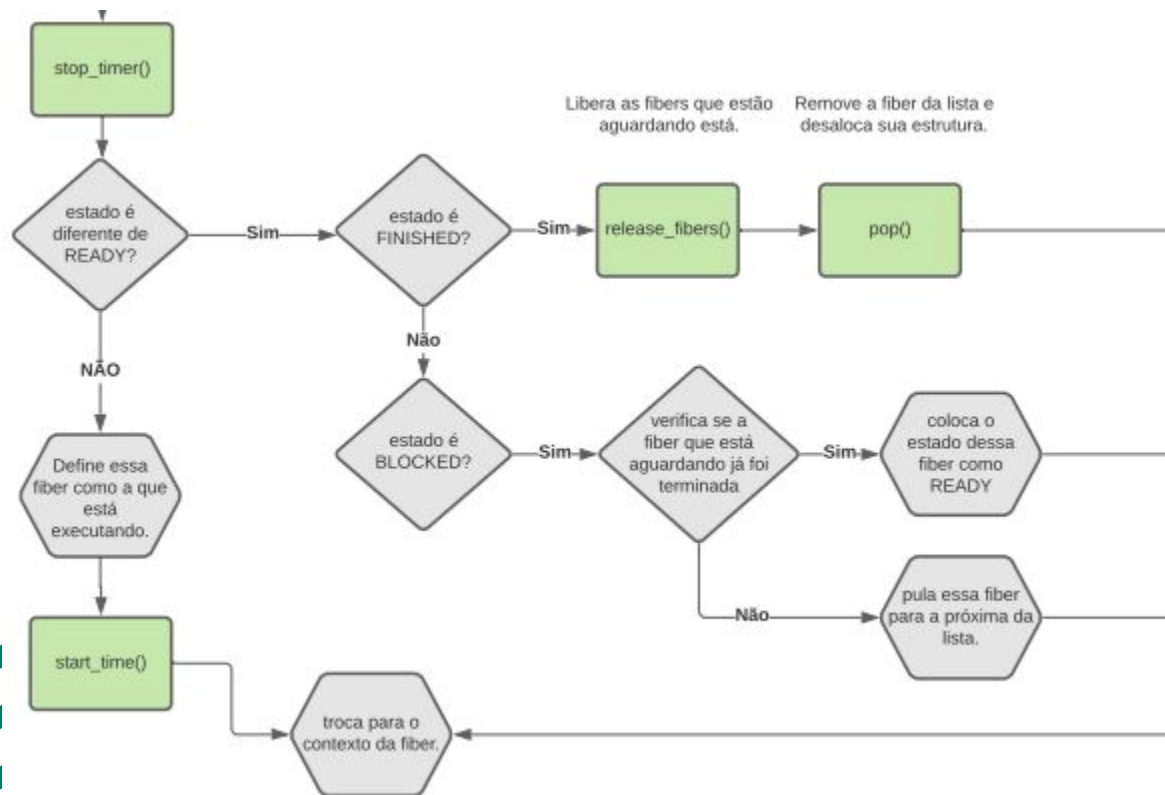 stop_timer()
Libera as fibers que estão
aguardando está.
Remove a fiber da lista e
desaloca sua estrutura.
estado é
diferente de
READY?
Sim
estado é
FINISHED?
Sim
release_fibers()
pop()
NÃO
Não
Define essa
fiber como a que
está
executando.
estado é
BLOCKED?
Sim
verifica se a
fiber que está
aguardando já foi
terminada
Sim
coloca o
estado dessa
fiber como
READY
Não
pula essa fiber
para a próxima da
lista.
start_time()
troca para o
contexto da fiber.